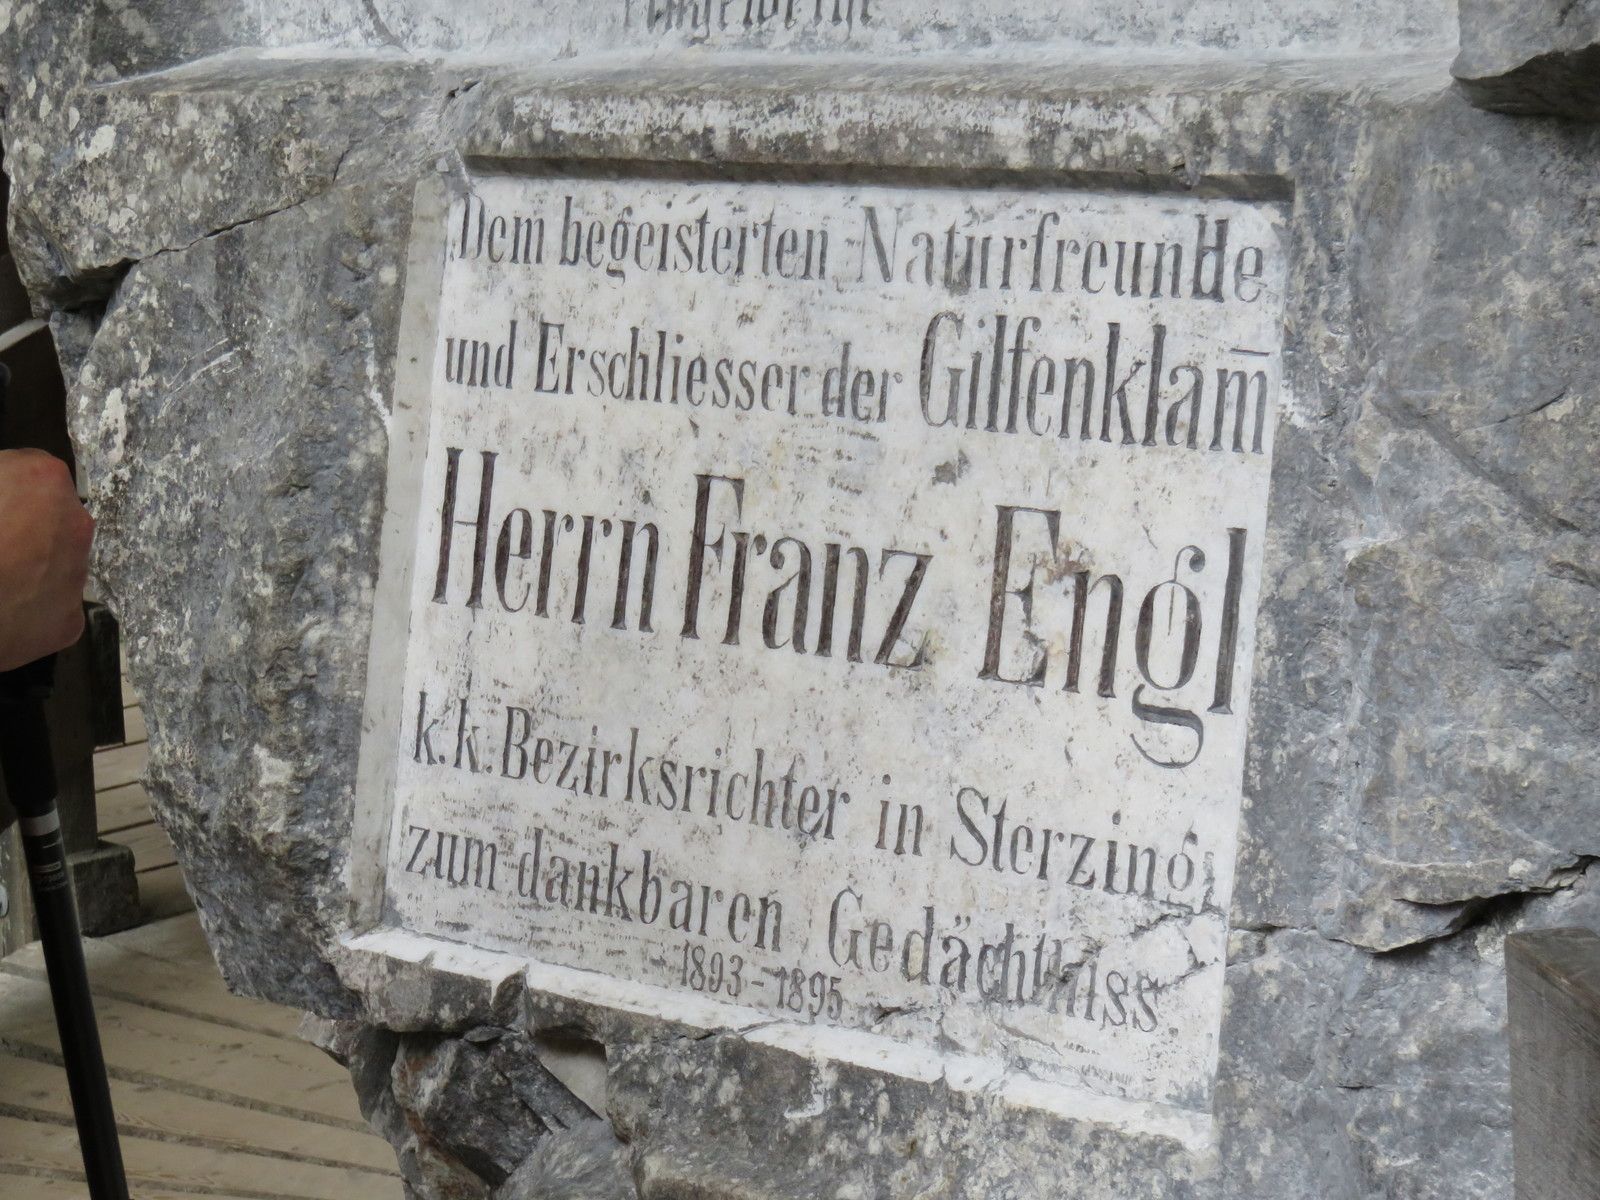 Dem begeisterten Naturfreunde
und Erschliesser der Gilfenklam̅
Herrn Franz Engl
k. k. Bezirksrichter in Sterzing
zum dankbaren Gedächtniss
1893-1895